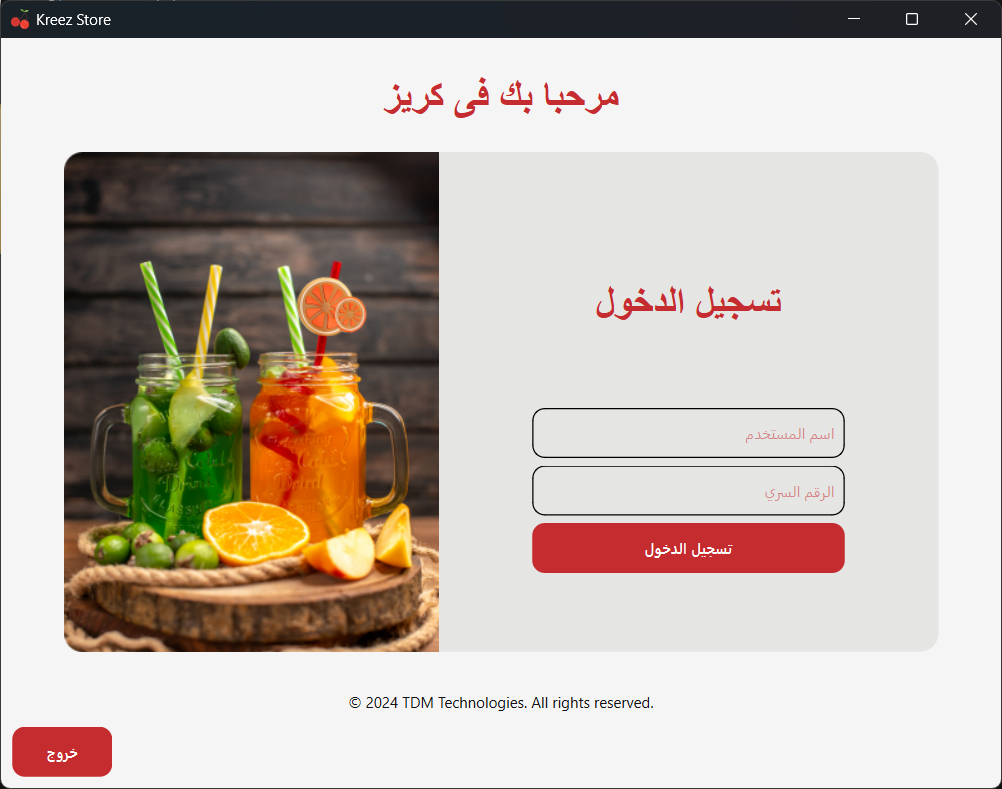 Kreez Store
مرحبا بك فى كريز
تسجيل الدخول
اسم المستخدم
الرقم السري
تسجيل الدخول
© 2024 TDM Technologies. All rights reserved.
خروج